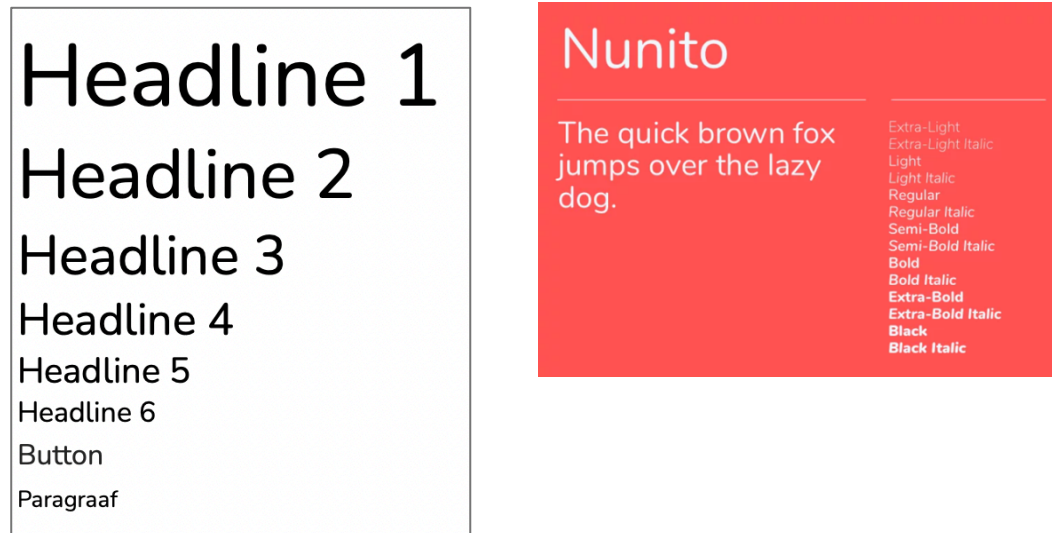 Headline 1
Headline 2
Headline 3
Headline 4
Headline 5
Headline 6
Button
Paragraaf
Nunito
The quick brown fox
jumps over the lazy
dog.
Extra-Light
Extra-Light Italic
Light
Light Italic
Regular
Regular Italic
Semi-Bold
Semi-Bold Italic
Bold
Bold Italic
Extra-Bold
Extra-Bold Italic
Black
Black Italic